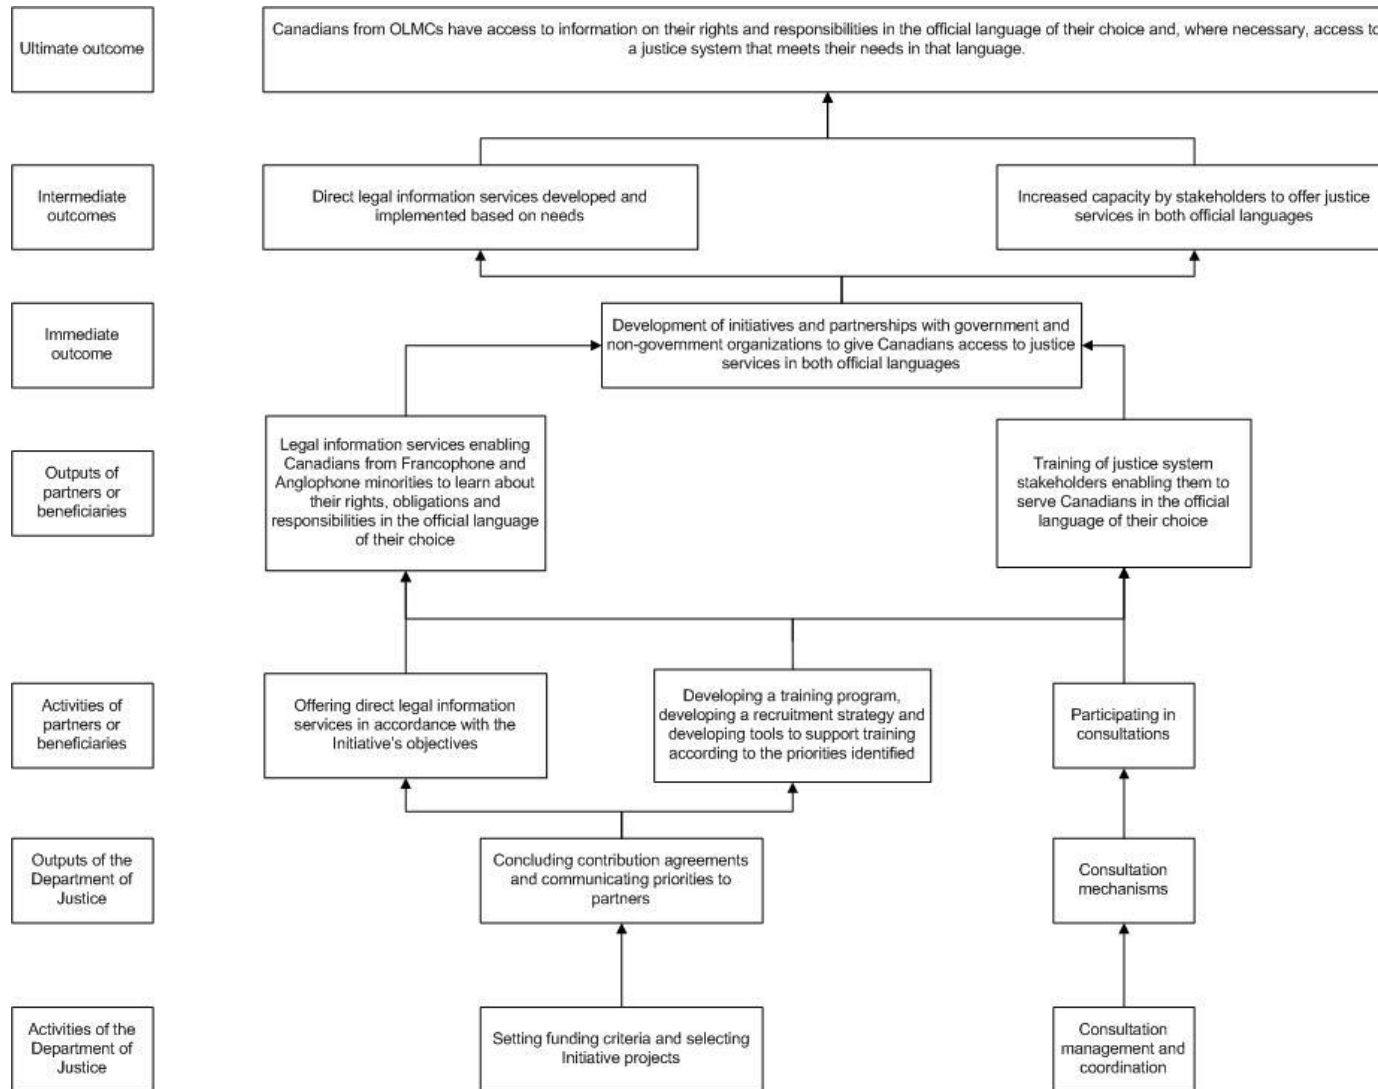 Ultimate outcome
Canadians from OLMCs have access to information on their rights and responsibilities in the official language of their choice and, where necessary, access to
a justice system that meets their needs in that language.
Intermediate
outcomes
Direct legal information services developed and
implemented based on needs
Increased capacity by stakeholders to offer justice
services in both official languages
Immediate
outcome
Development of initiatives and partnerships with government and
non-government organizations to give Canadians access to justice
services in both official languages
Outputs of
partners or
beneficiaries
Legal information services enabling
Canadians from Francophone and
Anglophone minorities to learn about
their rights, obligations and
responsibilities in the official language
of their choice
Training of justice system
stakeholders enabling them to
serve Canadians in the official
language of their choice
Activities of
partners or
beneficiaries
Offering direct legal information
services in accordance with the
Initiative's objectives
Developing a training program,
developing a recruitment strategy and
developing tools to support training
according to the priorities identified
Participating in
consultations
Outputs of the
Department of
Justice
Concluding contribution agreements
and communicating priorities to
partners
Consultation
mechanisms
Activities of the
Department of
Justice
Setting funding criteria and selecting
Initiative projects
Consultation
management and
coordination